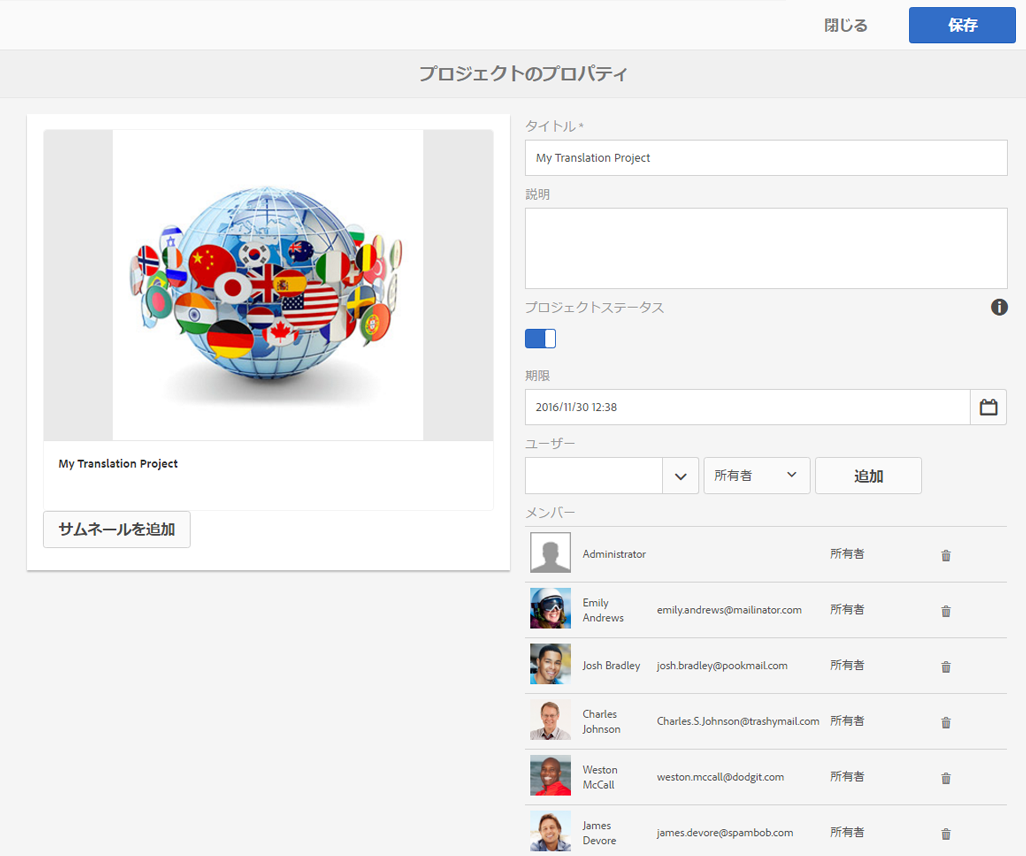 閉じる
保存
プロジェクトのプロパティ
My Translation Project
サムネールを追加
タイトル *
My Translation Project
説明
プロジェクトステータス
期限
2016/11/30 12:38
ユーザー
所有者
追加
メンバー
Administrator 所有者
Emily
Andrews
emily.andrews@mailinator.com 所有者
Josh Bradley josh.bradley@pookmail.com 所有者
Charles
Johnson
Charles.S.Johnson@trashymail.com 所有者
Weston
McCall
weston.mccall@dodgit.com 所有者
James
Devore
james.devore@spambob.com 所有者